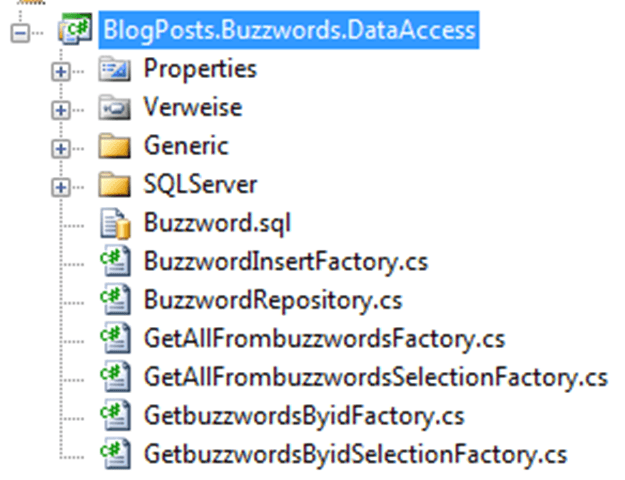 BlogPosts.Buzzwords.DataAccess
Properties
Verweise
Generic
SQLServer
Buzzword.sql
BuzzwordInsertFactory.cs
BuzzwordRepository.cs
GetAllFrombuzzwordsFactory.cs
GetAllFrombuzzwordsSelectionFactory.cs
GetbuzzwordsByidFactory.cs
GetbuzzwordsByidSelectionFactory.cs